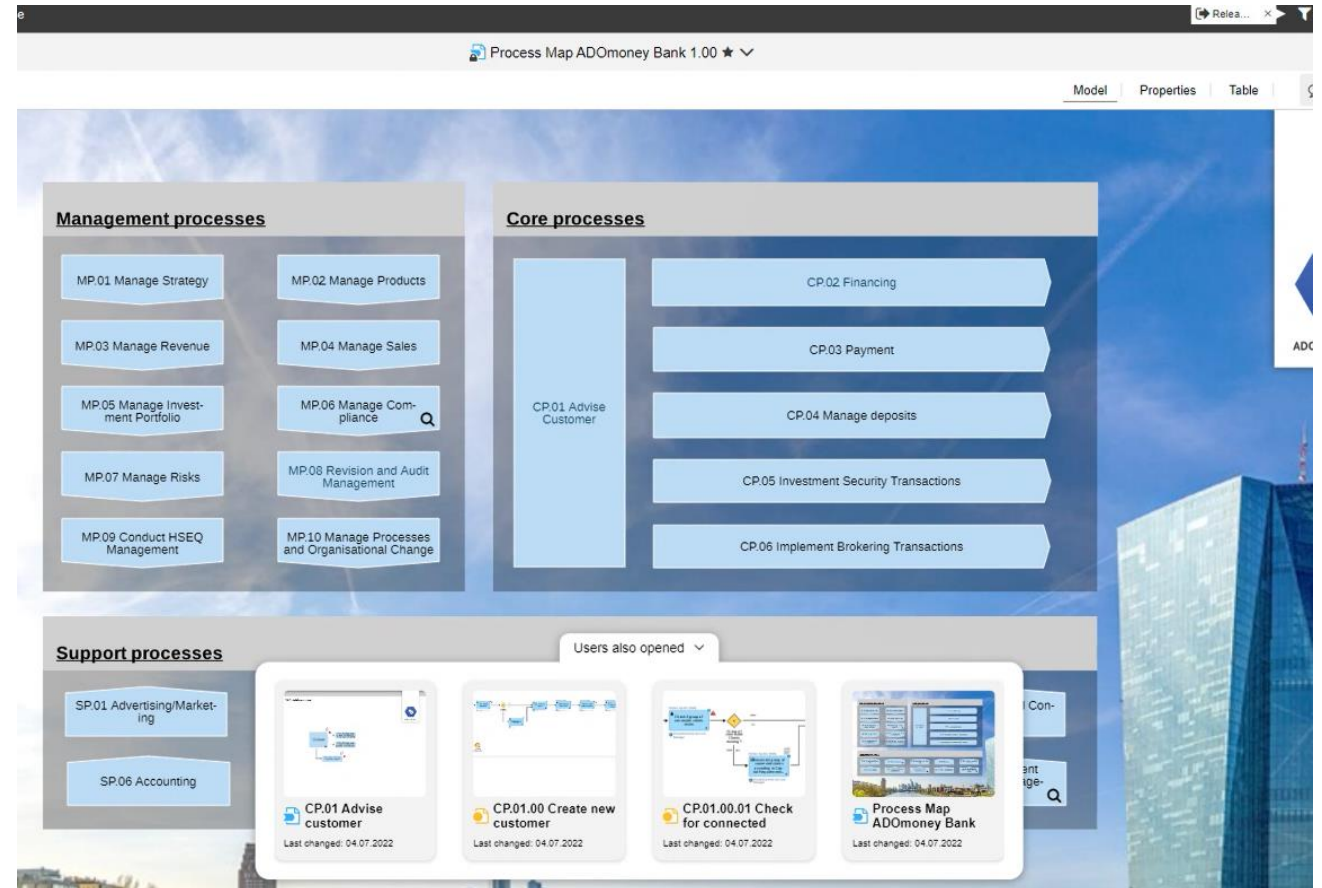 e
Relea... ×
Process Map ADOmoney Bank 1.00 ★
Model Properties Table
Management processes
MP.01 Manage Strategy
MP.02 Manage Products
MP.03 Manage Revenue
MP.04 Manage Sales
MP.05 Manage Invest-
ment Portfolio
MP.06 Manage Com-
pliance
MP.07 Manage Risks
MP.08 Revision and Audit
Management
MP.09 Conduct HSEQ
Management
MP.10 Manage Processes
and Organisational Change
Core processes
CP.01 Advise
Customer
CP.02 Financing
CP.03 Payment
CP.04 Manage deposits
CP.05 Investment Security Transactions
CP.06 Implement Brokering Transactions
ADO
Support processes
SP.01 Advertising/Market-
ing
SP.06 Accounting
l Con-
ent
age-
Users also opened
CP.01 Advise
customer
Last changed: 04.07.2022
CP.01.00 Create new
customer
Last changed: 04.07.2022
CP.01.00.01 Check
for connected
Last changed: 04.07.2022
Process Map
ADOmoney Bank
Last changed: 04.07.2022